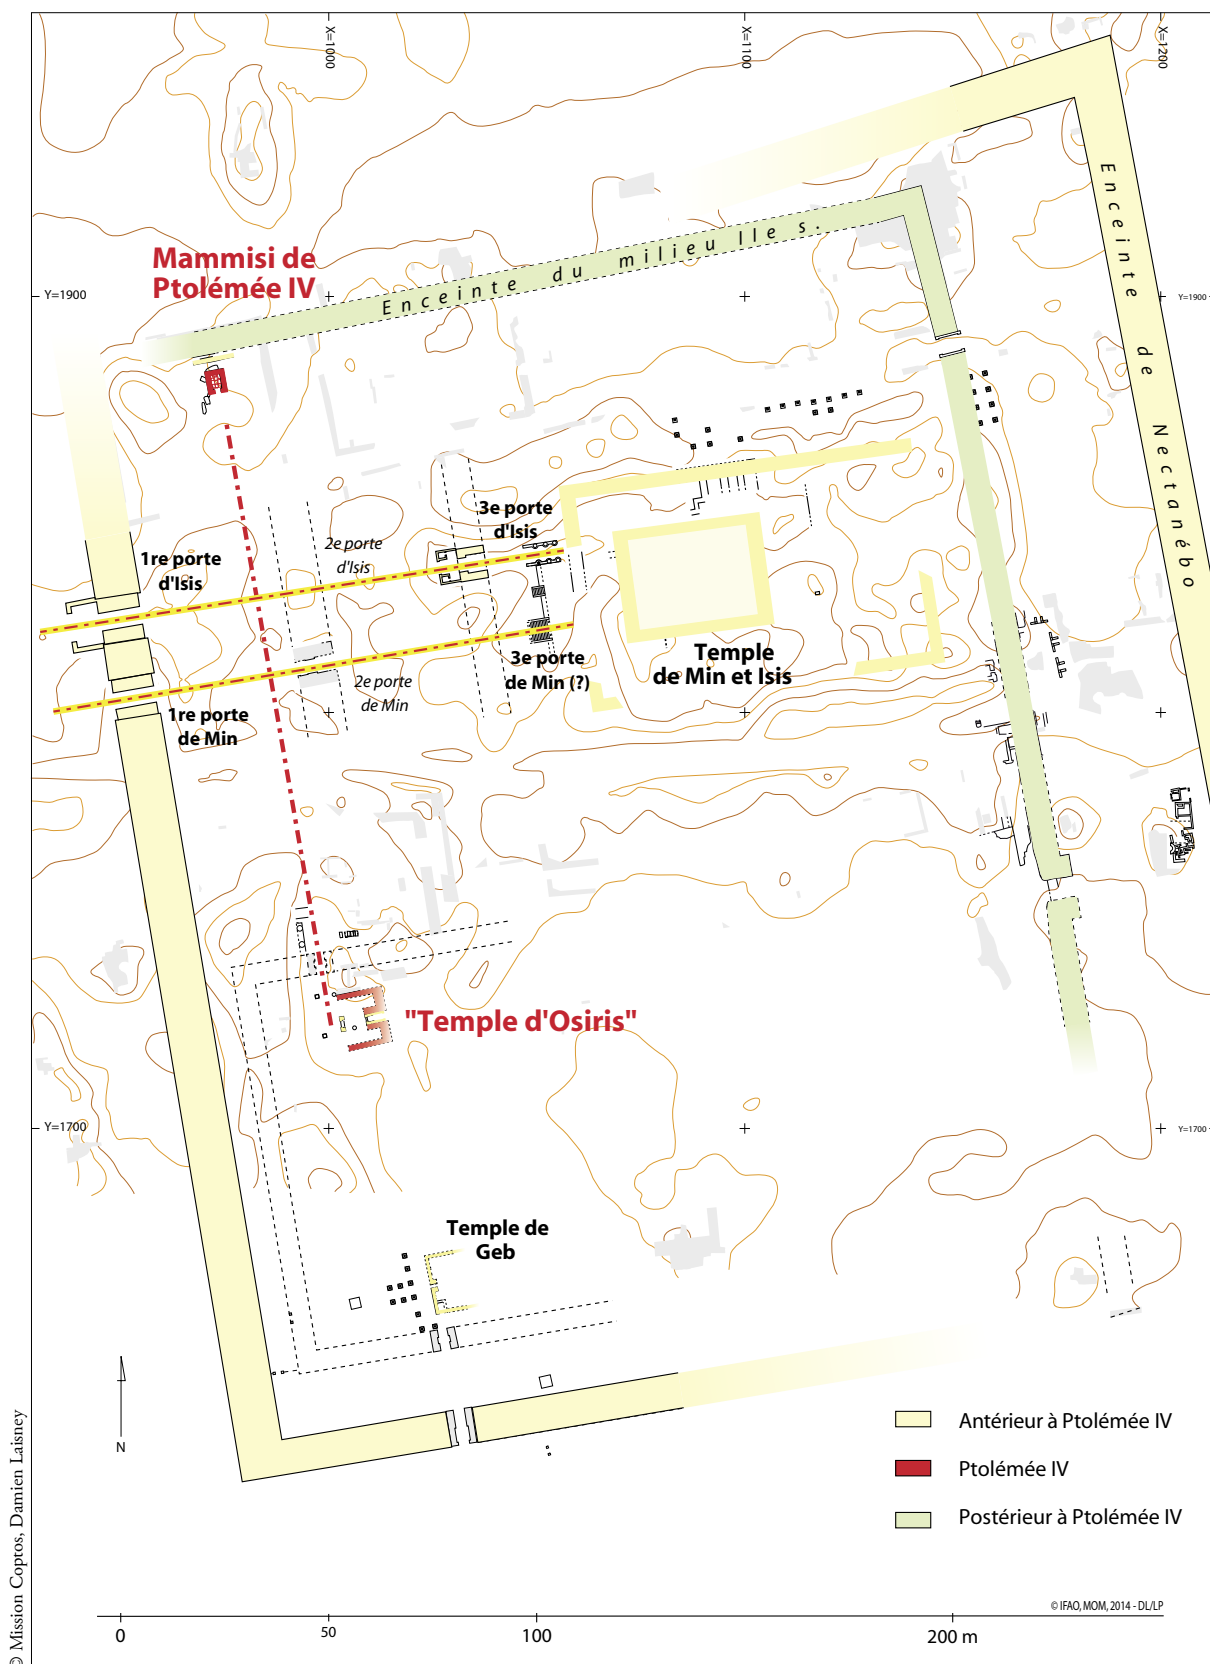 X=1000
X=1100
X=1200
Enceinte du milieu IIe s.
Enceinte de Nectanébo
Mammisi de
Ptolémée IV
Y=1900
Y=1900
3e porte
d'Isis
2e porte
d'Isis
1re porte
d'Isis
Temple
de Min et Isis
3e porte
de Min (?)
2e porte
de Min
1re porte
de Min
"Temple d'Osiris"
Y=1700
Y=1700
Temple de
Geb
N
Antérieur à Ptolémée IV
Ptolémée IV
Postérieur à Ptolémée IV
© IFAO, MOM, 2014 - DL/LP
0
50
100
200 m
© Mission Coptos, Damien Laisney